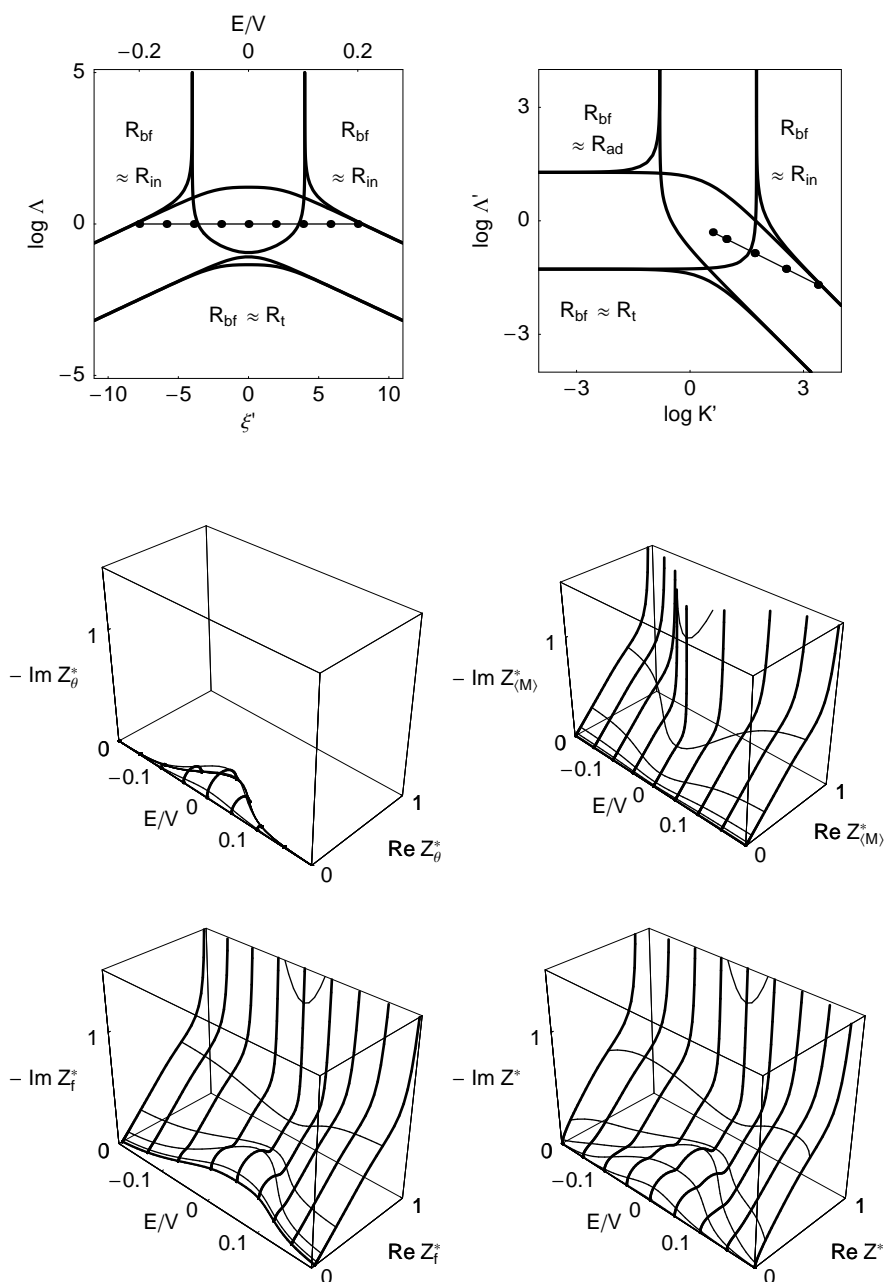 E/V
−0.2 0 0.2
5
R_bf R_bf
≈ R_in ≈ R_in
log Λ
0
R_bf ≈ R_t
−5
−10 −5 0 5 10
ξ'
4
R_bf
≈ R_ad
R_bf
≈ R_in
log Λ'
0
R_bf ≈ R_t
−3
−3 0 3
log K'
1
− Im Z*_θ
0
−0.1
0
E/V
0.1
0
1
Re Z*_θ
1
− Im Z*_⟨M⟩
0
−0.1
0
E/V
0.1
0
1
Re Z*_⟨M⟩
1
− Im Z*_f
0
−0.1
0
E/V
0.1
0
1
Re Z*_f
1
− Im Z*
0
−0.1
0
E/V
0.1
0
1
Re Z*